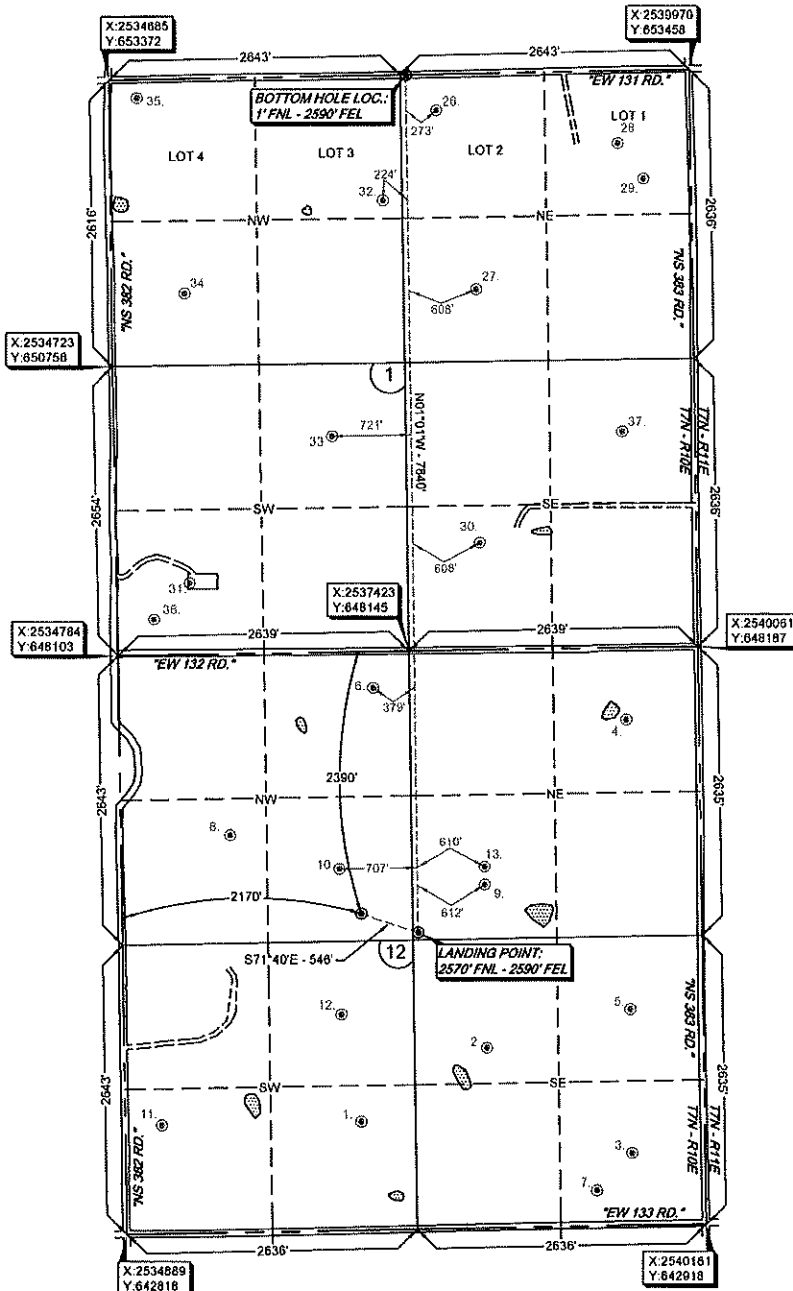 X:2534685
Y:653372
X:2539970
Y:653458
2643'
2643'
"EW 131 RD."
BOTTOM HOLE LOC.:
1' FNL - 2590' FEL
35.
26.
273'
LOT 1
28
LOT 4
LOT 3
LOT 2
224'
32.
29.
2616'
NW
NE
2636'
"NS 382 RD."
"NS 383 RD."
34
27.
608'
X:2534723
Y:650756
1
N01°01'W - 7840'
721'
33
37.
T7N - R10E
T7N - R11E
2654'
SW
SE
2636'
30.
608'
31.
36.
X:2537423
Y:648145
X:2534784
Y:648103
2639'
2639'
X:2540061
Y:648187
"EW 132 RD."
6.
379'
4.
2390'
2643'
NW
NE
2635'
8.
610'
10
707'
13.
9.
612'
2170'
S71°40'E - 546'
12
LANDING POINT:
2570' FNL - 2590' FEL
12.
5.
"NS 383 RD."
2
2643'
SW
SE
2635'
11.
1.
"NS 382 RD."
3.
T7N - R10E
T7N - R11E
7.
"EW 133 RD."
2636'
2636'
X:2534889
Y:642818
X:2540161
Y:642918